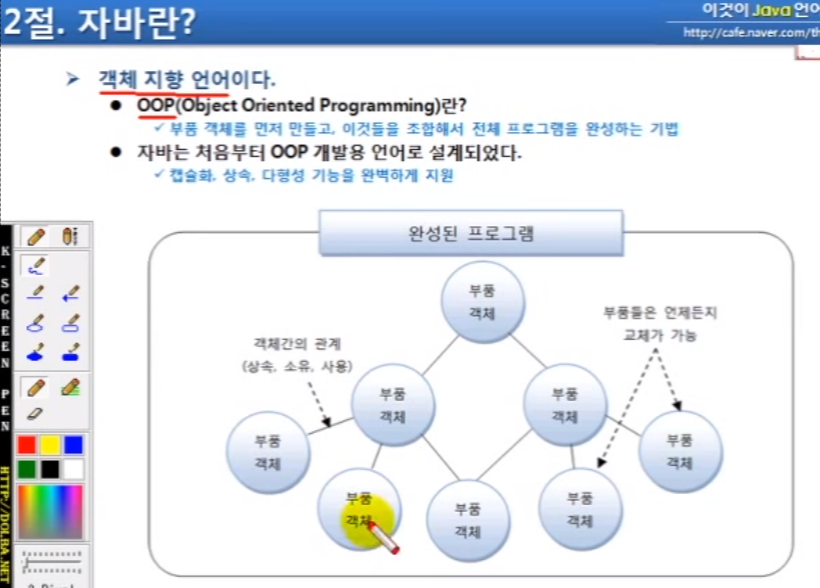 2절. 자바란?
이것이 Java 언어
http://cafe.naver.com/th
객체 지향 언어이다.
OOP(Object Oriented Programming)란?
부품 객체를 먼저 만들고, 이것들을 조합해서 전체 프로그램을 완성하는 기법
자바는 처음부터 OOP 개발용 언어로 설계되었다.
캡슐화, 상속, 다형성 기능을 완벽하게 지원
완성된 프로그램
부품
객체
부품들은 언제든지
교체가 가능
객체간의 관계
(상속, 소유, 사용)
부품
객체
부품
객체
부품
객체
부품
객체
부품
객체
부품
객체
부품
객체
K-SCREEN PEN HTTP://DOLBA.NET